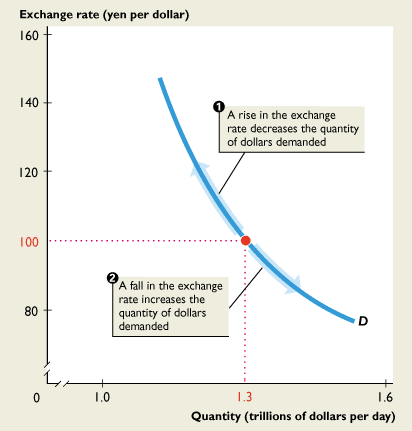 Exchange rate (yen per dollar)
160
140
120
100
80
0
❶
A rise in the exchange
rate decreases the quantity
of dollars demanded
❷
A fall in the exchange
rate increases the
quantity of dollars
demanded
D
1.0
1.3
1.6
Quantity (trillions of dollars per day)